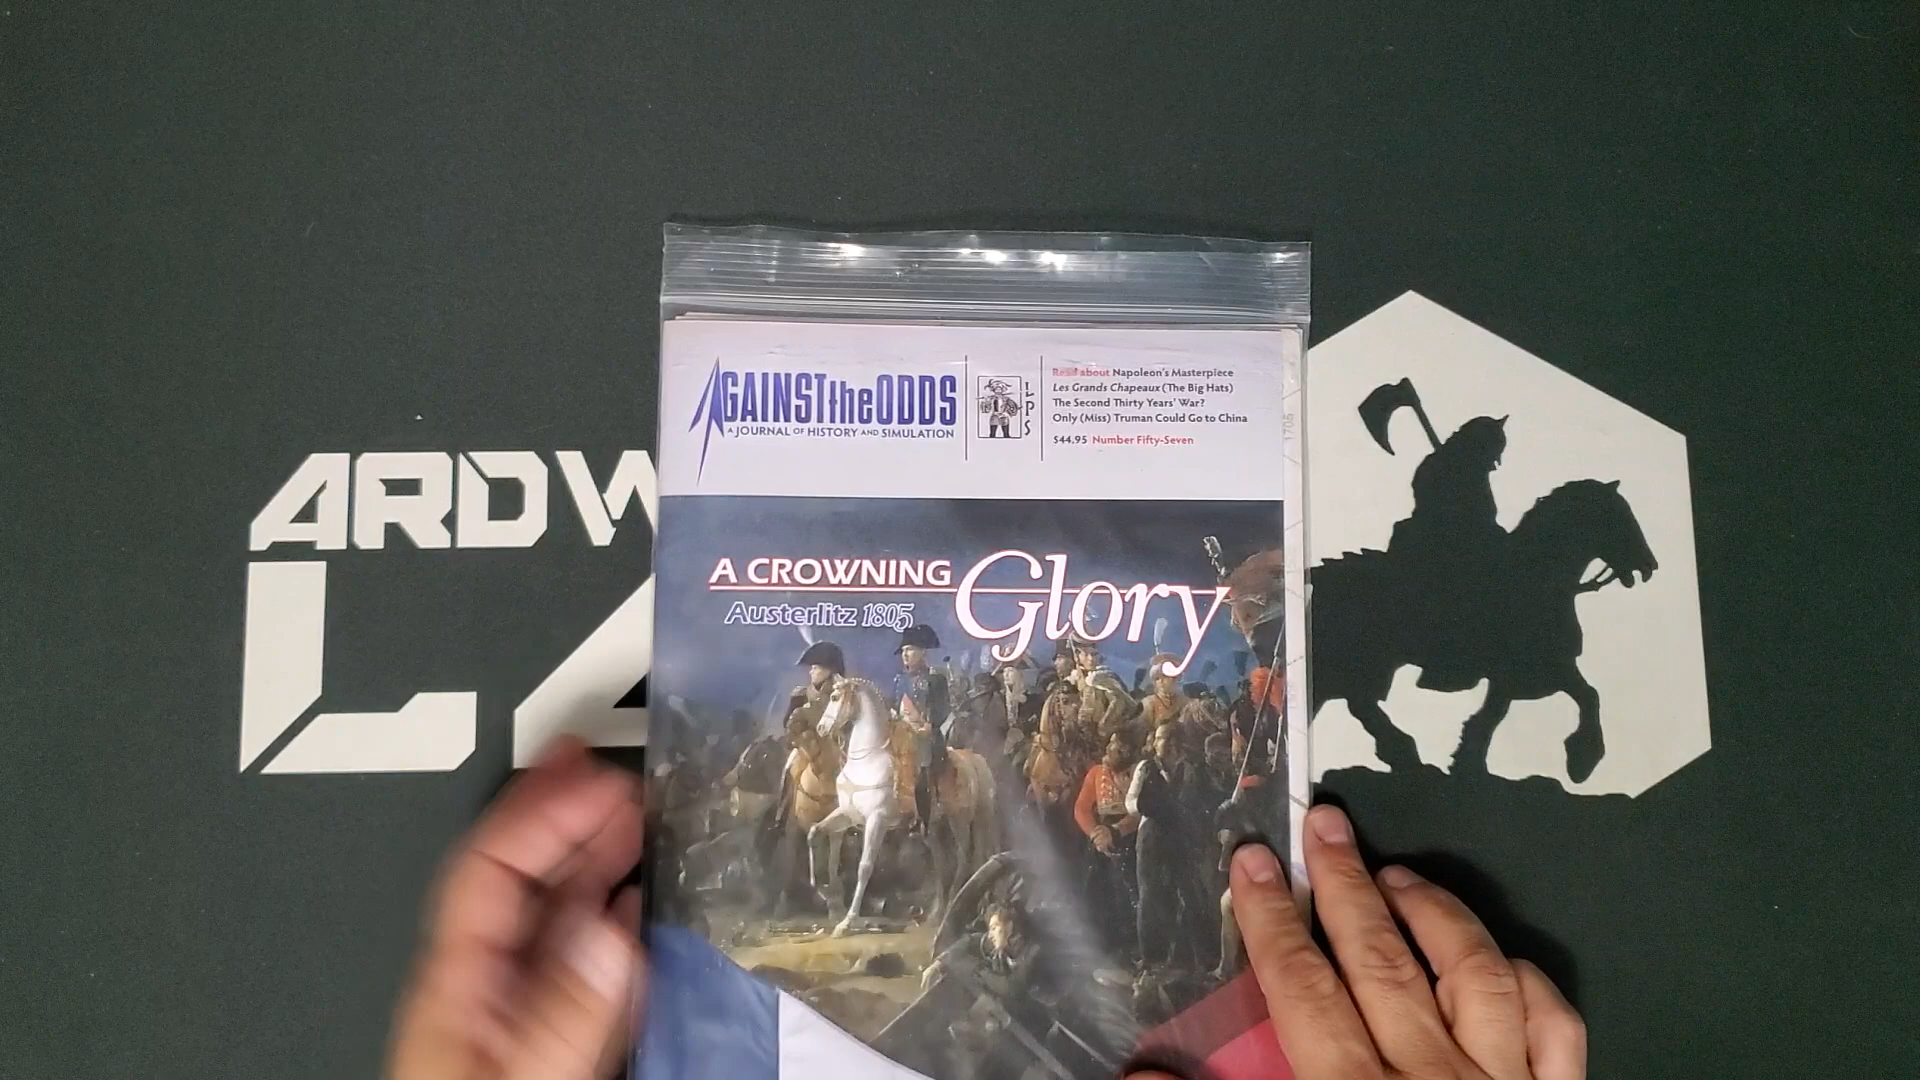 AGAINST the ODDS
A JOURNAL OF HISTORY AND SIMULATION
LPS
Read about Napoleon's Masterpiece
Les Grands Chapeaux (The Big Hats)
The Second Thirty Years' War?
Only (Miss) Truman Could Go to China
$44.95 Number Fifty-Seven
A CROWNING Glory
Austerlitz 1805
ARDW